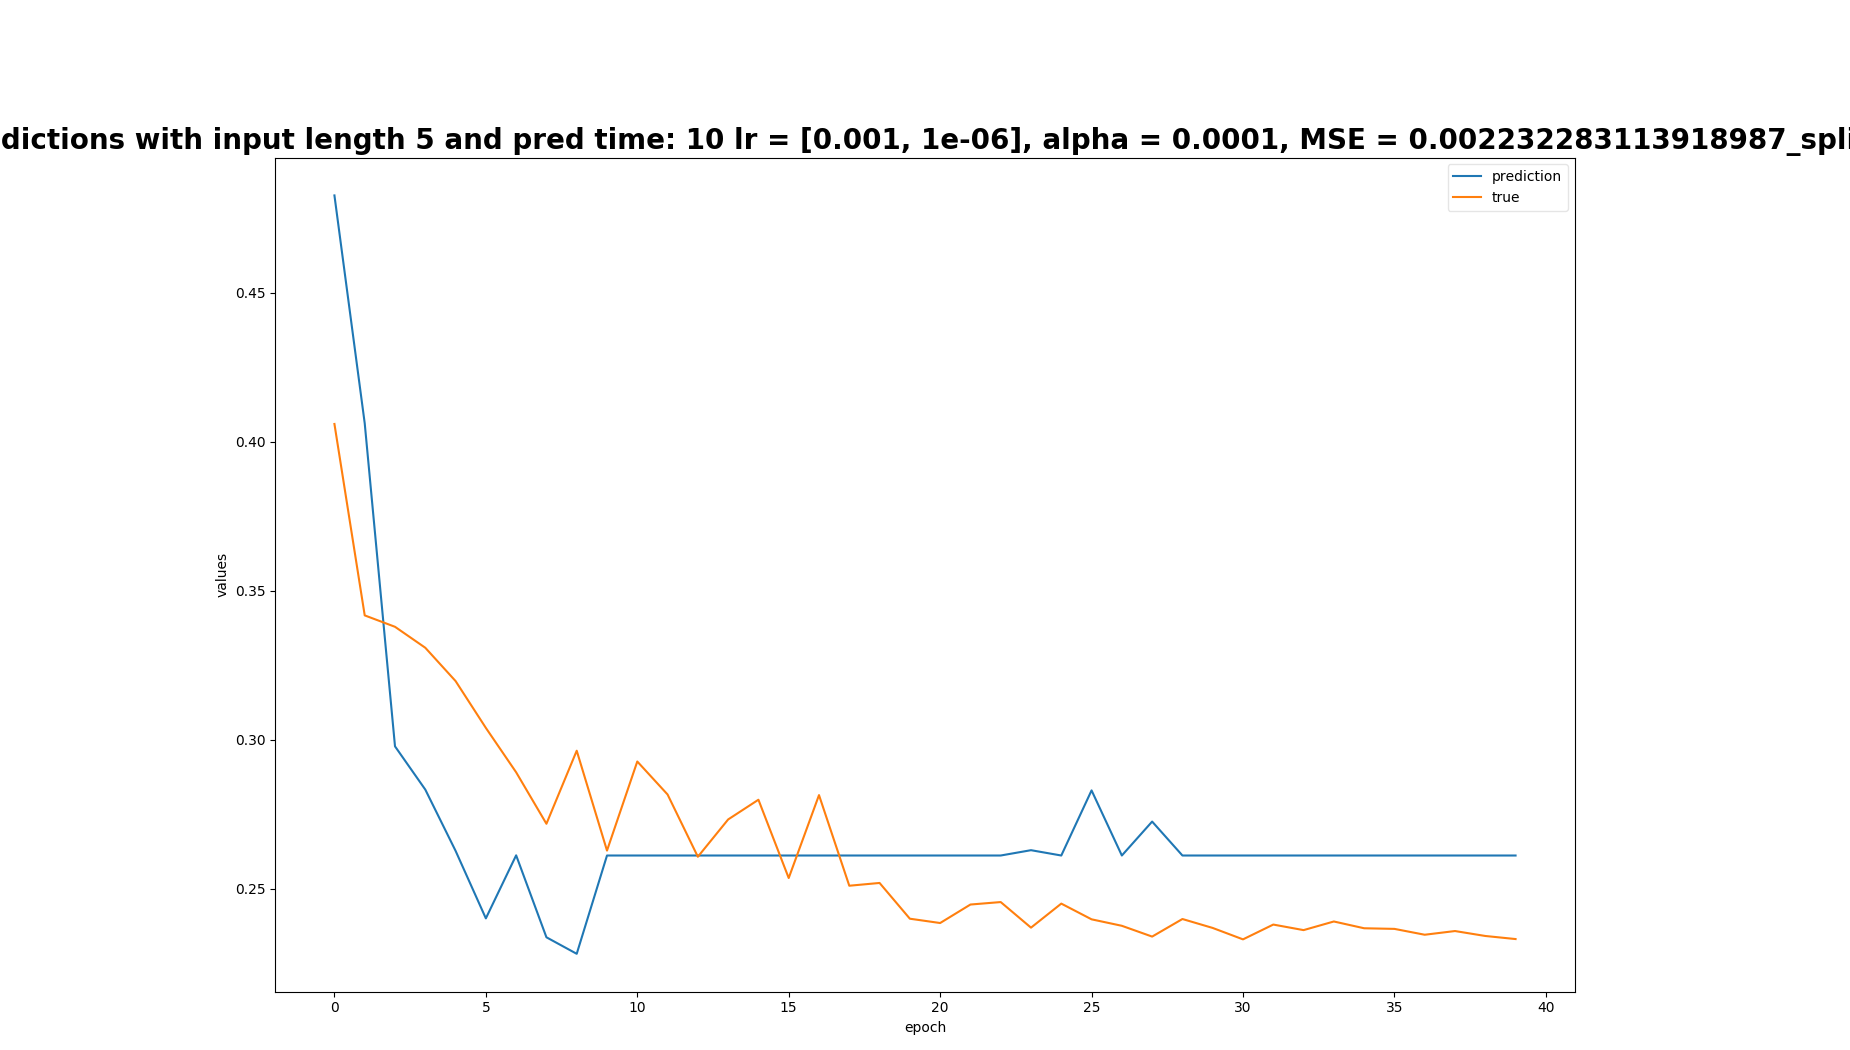 dictions with input length 5 and pred time: 10 lr = [0.001, 1e-06], alpha = 0.0001, MSE = 0.002232283113918987_spli
prediction
true
0.45
0.40
0.35
0.30
0.25
values
0 5 10 15 20 25 30 35 40
epoch